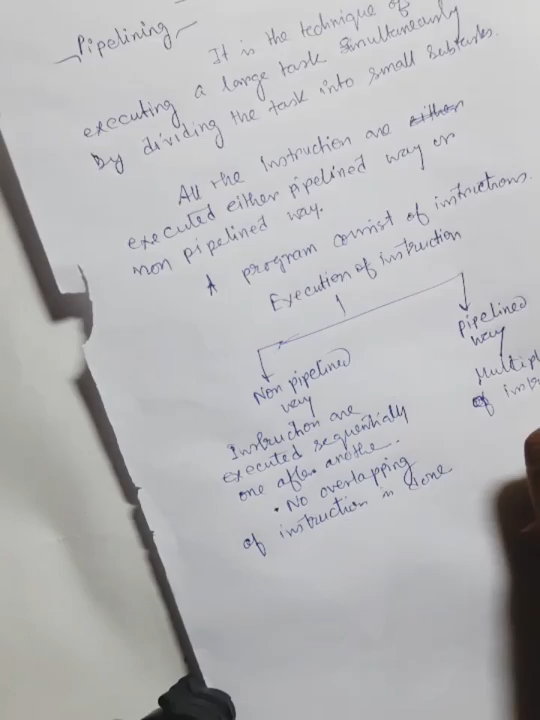 Pipelining
It is the technique of
executing a large task simultaneously
by dividing the task into small subtasks.
All the Instruction are either
executed either pipelined way or
non pipelined way.
A program consist of instructions.
Execution of instruction
Pipelined
way
Multipl
of instr
Non pipelined
way
Instruction are
executed sequentially
one after anothe.
• No overlapping
of instruction is done